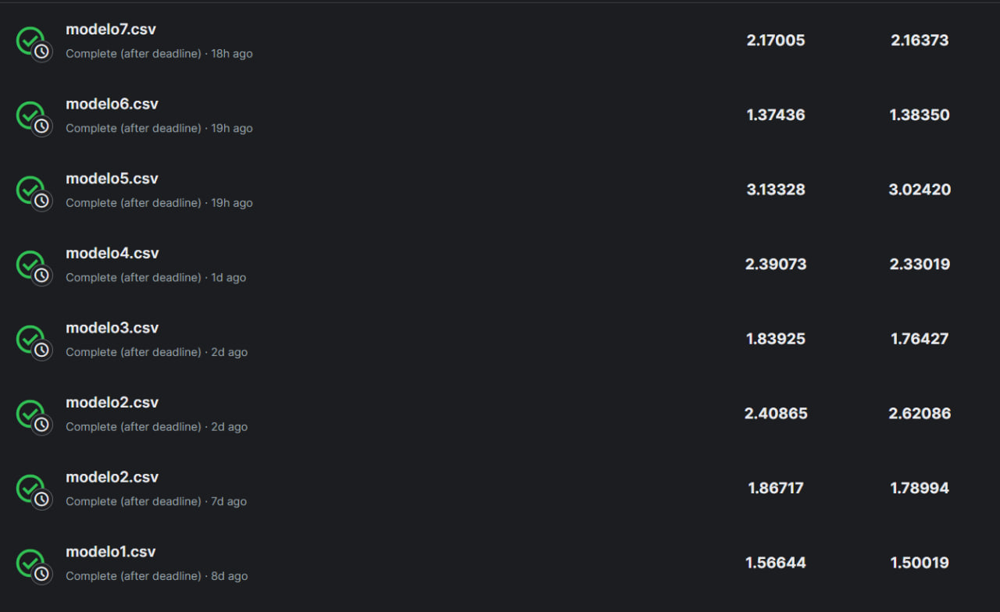 modelo7.csv
Complete (after deadline) · 18h ago
2.17005
2.16373
modelo6.csv
Complete (after deadline) · 19h ago
1.37436
1.38350
modelo5.csv
Complete (after deadline) · 19h ago
3.13328
3.02420
modelo4.csv
Complete (after deadline) · 1d ago
2.39073
2.33019
modelo3.csv
Complete (after deadline) · 2d ago
1.83925
1.76427
modelo2.csv
Complete (after deadline) · 2d ago
2.40865
2.62086
modelo2.csv
Complete (after deadline) · 7d ago
1.86717
1.78994
modelo1.csv
Complete (after deadline) · 8d ago
1.56644
1.50019